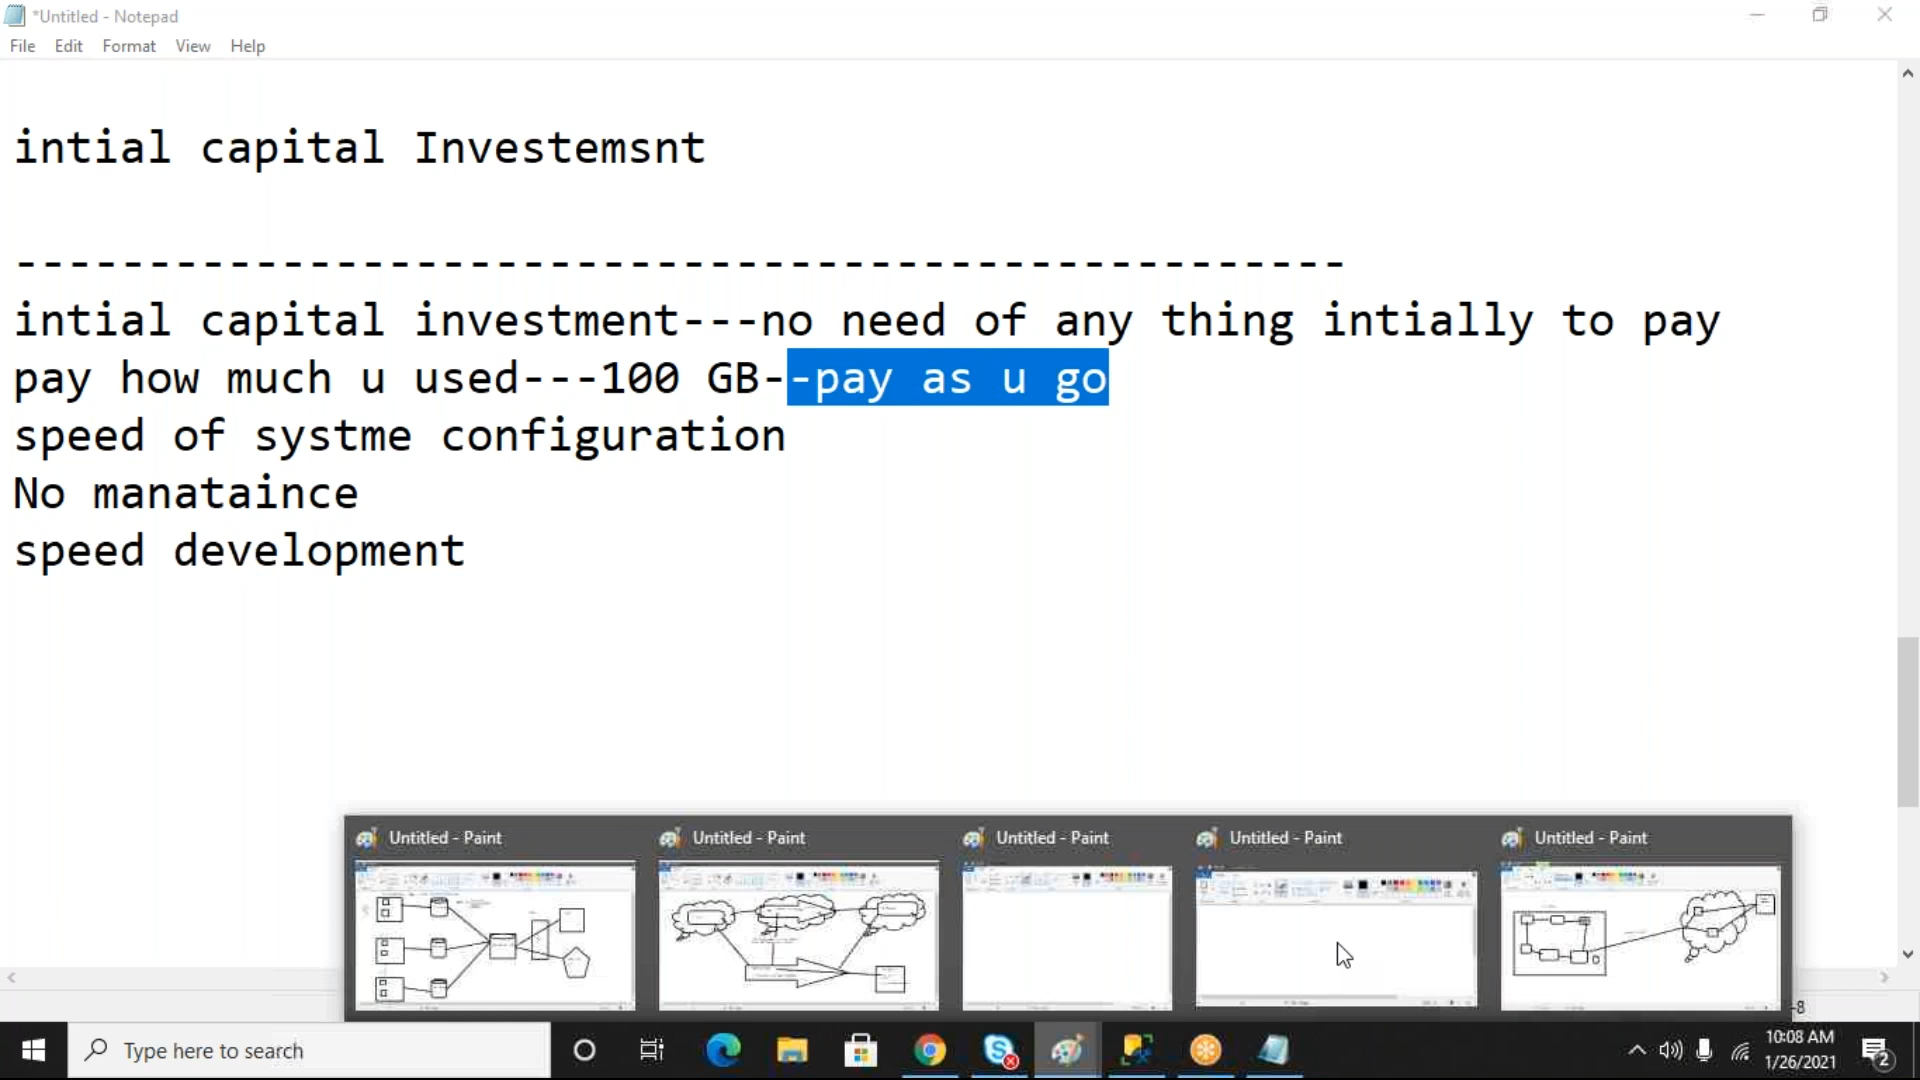 *Untitled - Notepad
File Edit Format View Help
intial capital Investemsnt
--------------------------------------------------
intial capital investment---no need of any thing intially to pay
pay how much u used---100 GB--pay as u go
speed of systme configuration
No manataince
speed development
Untitled - Paint
Untitled - Paint
Untitled - Paint
Untitled - Paint
Untitled - Paint
-8
Type here to search
10:08 AM
1/26/2021
2